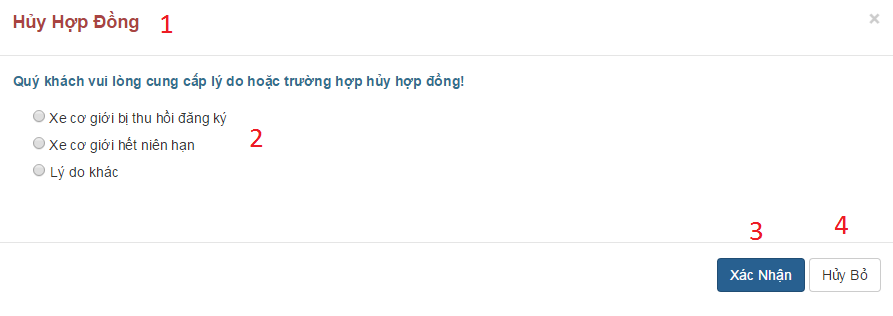 Hủy Hợp Đồng 1 ×
Quý khách vui lòng cung cấp lý do hoặc trường hợp hủy hợp đồng!
Xe cơ giới bị thu hồi đăng ký
2
Xe cơ giới hết niên hạn
Lý do khác
3 4
Xác Nhận Hủy Bỏ